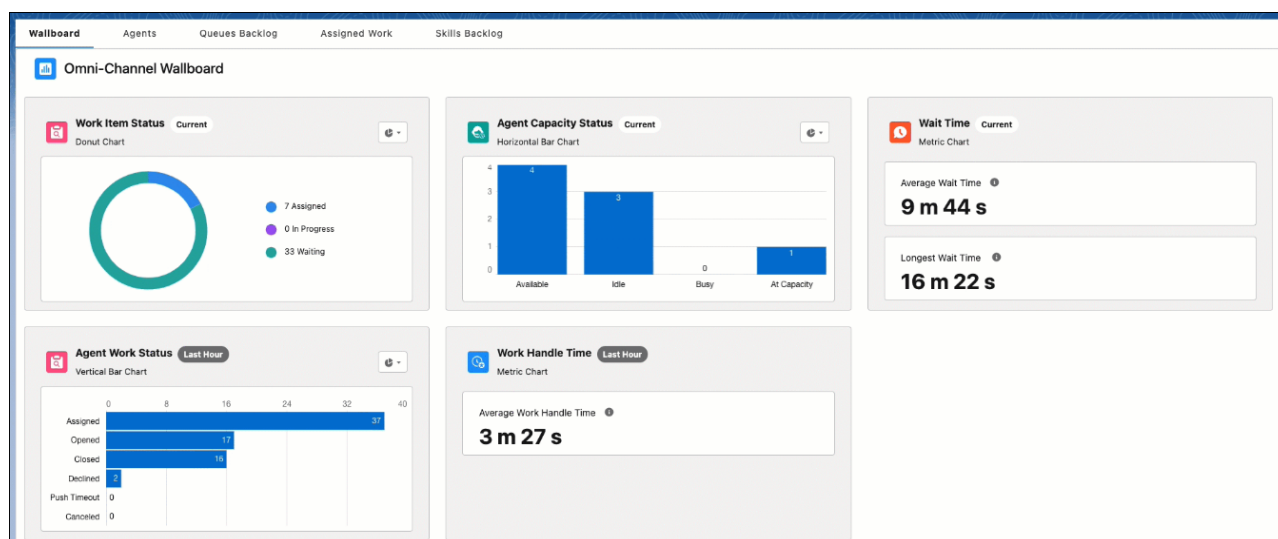 Wallboard Agents Queues Backlog Assigned Work Skills Backlog
Omni-Channel Wallboard
Work Item Status Current
Donut Chart
7 Assigned
0 In Progress
33 Waiting
Agent Capacity Status Current
Horizontal Bar Chart
4
3
2
1
0
4
3
0
1
Available Idle Busy At Capacity
Wait Time Current
Metric Chart
Average Wait Time
9 m 44 s
Longest Wait Time
16 m 22 s
Agent Work Status Last Hour
Vertical Bar Chart
0 8 16 24 32 40
Assigned 37
Opened 17
Closed 16
Declined 2
Push Timeout 0
Canceled 0
Work Handle Time Last Hour
Metric Chart
Average Work Handle Time
3 m 27 s